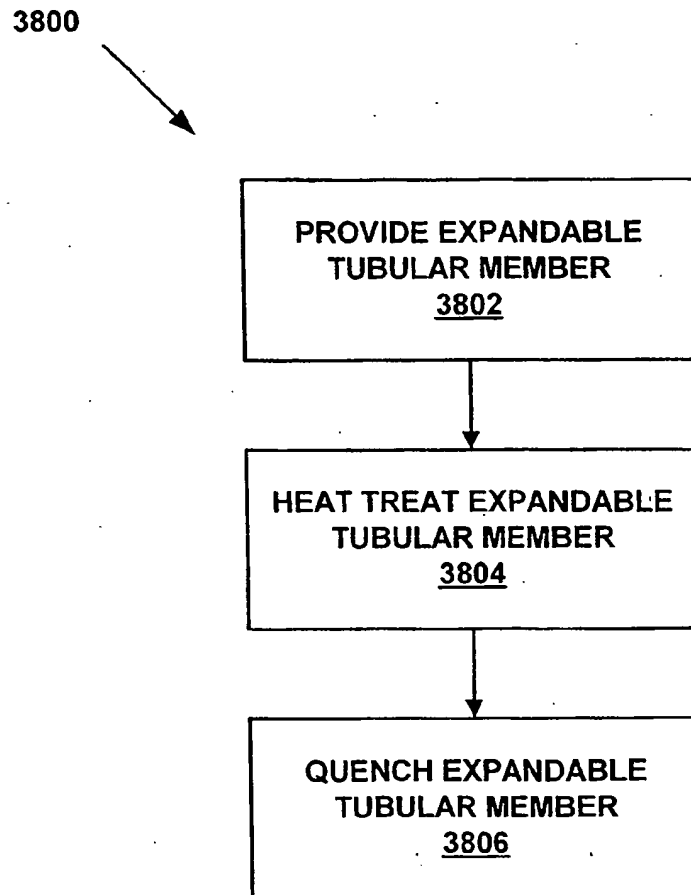 3800
PROVIDE EXPANDABLE
TUBULAR MEMBER
3802
HEAT TREAT EXPANDABLE
TUBULAR MEMBER
3804
QUENCH EXPANDABLE
TUBULAR MEMBER
3806